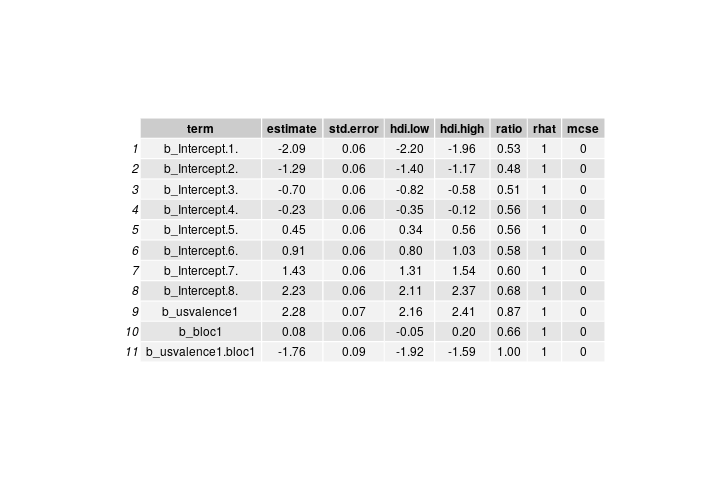 term estimate std.error hdi.low hdi.high ratio rhat mcse
1 b_Intercept.1. -2.09 0.06 -2.20 -1.96 0.53 1 0
2 b_Intercept.2. -1.29 0.06 -1.40 -1.17 0.48 1 0
3 b_Intercept.3. -0.70 0.06 -0.82 -0.58 0.51 1 0
4 b_Intercept.4. -0.23 0.06 -0.35 -0.12 0.56 1 0
5 b_Intercept.5. 0.45 0.06 0.34 0.56 0.56 1 0
6 b_Intercept.6. 0.91 0.06 0.80 1.03 0.58 1 0
7 b_Intercept.7. 1.43 0.06 1.31 1.54 0.60 1 0
8 b_Intercept.8. 2.23 0.06 2.11 2.37 0.68 1 0
9 b_usvalence1 2.28 0.07 2.16 2.41 0.87 1 0
10 b_bloc1 0.08 0.06 -0.05 0.20 0.66 1 0
11 b_usvalence1.bloc1 -1.76 0.09 -1.92 -1.59 1.00 1 0